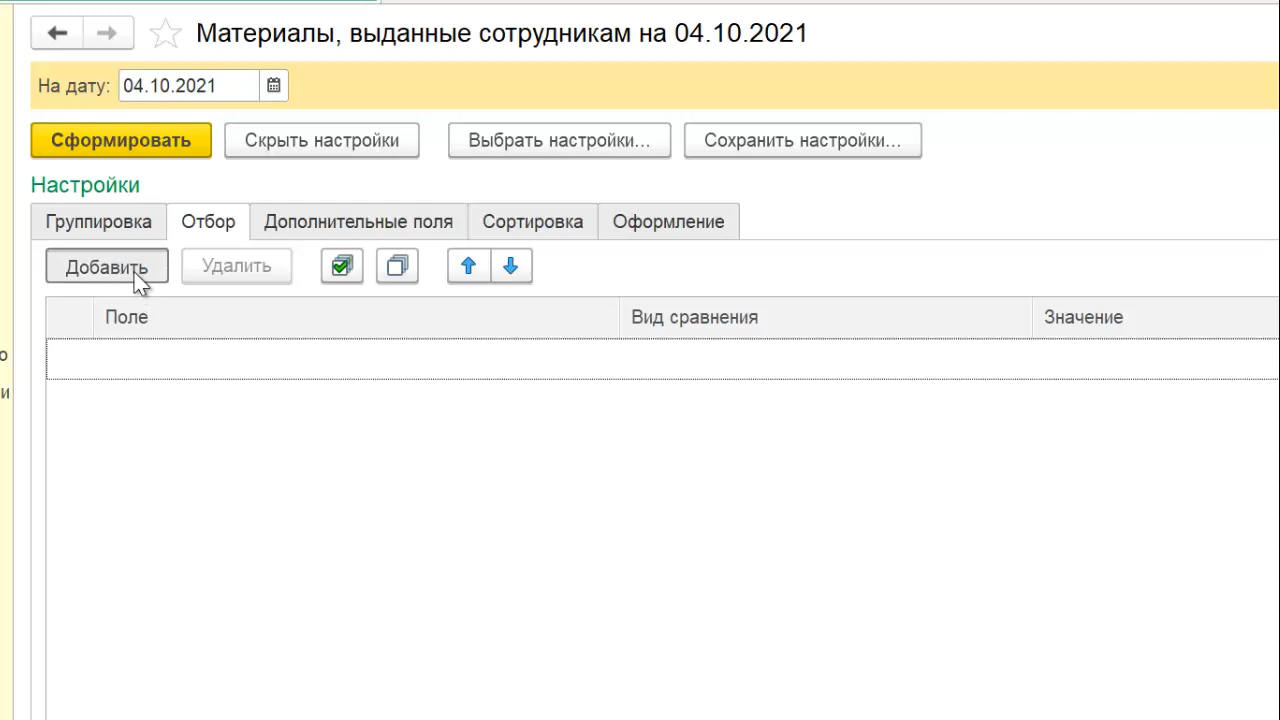 Материалы, выданные сотрудникам на 04.10.2021
На дату: 04.10.2021
Сформировать Скрыть настройки Выбрать настройки... Сохранить настройки...
Настройки
Группировка Отбор Дополнительные поля Сортировка Оформление
Добавить Удалить
Поле Вид сравнения Значение
о
и